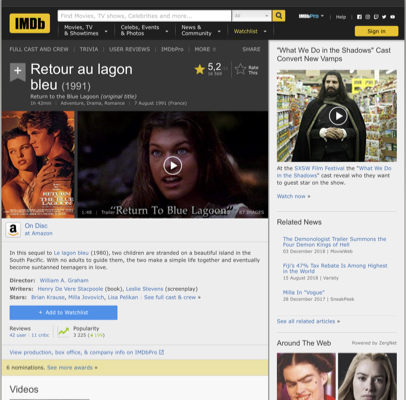 IMDb
Find Movies, TV shows, Celebrities and more...
All
IMDbPro
Help
Movies, TV & Showtimes
Celebs, Events & Photos
News & Community
Watchlist
Sign in
FULL CAST AND CREW | TRIVIA | USER REVIEWS | IMDbPro | MORE
SHARE
Retour au lagon bleu (1991)
5,2
Rate This
Return to the Blue Lagoon (original title)
1h 42min | Adventure, Drama, Romance | 7 August 1991 (France)
RETURN
BLUE LAGOON
1:48 | Trailer
"Return To Blue Lagoon"
67 IMAGES
a
On Disc
at Amazon
In this sequel to Le lagon bleu (1980), two children are stranded on a beautiful island in the South Pacific. With no adults to guide them, the two make a simple life together and eventually become suntanned teenagers in love.
Director: William A. Graham
Writers: Henry De Vere Stacpoole (book), Leslie Stevens (screenplay)
Stars: Brian Krause, Milla Jovovich, Lisa Pelikan | See full cast & crew »
+ Add to Watchlist
Reviews
42 user | 11 critic
Popularity
3 225
View production, box office, & company info on IMDbPro
6 nominations. See more awards »
Videos
"What We Do in the Shadows" Cast
Convert New Vamps
At the SXSW Film Festival the "What We
Do in the Shadows" cast reveal who they
want to guest star on the show.
Watch now »
Related News
The Demonologist Trailer Summons the
Four Demon Kings of Hell
03 December 2018 | MovieWeb
Fiji's 47% Tax Rebate Is Among Highest
in the World
15 August 2018 | Variety
Milla In "Vogue"
28 December 2017 | SneakPeek
See all related articles »
Around The Web
Powered by ZergNet